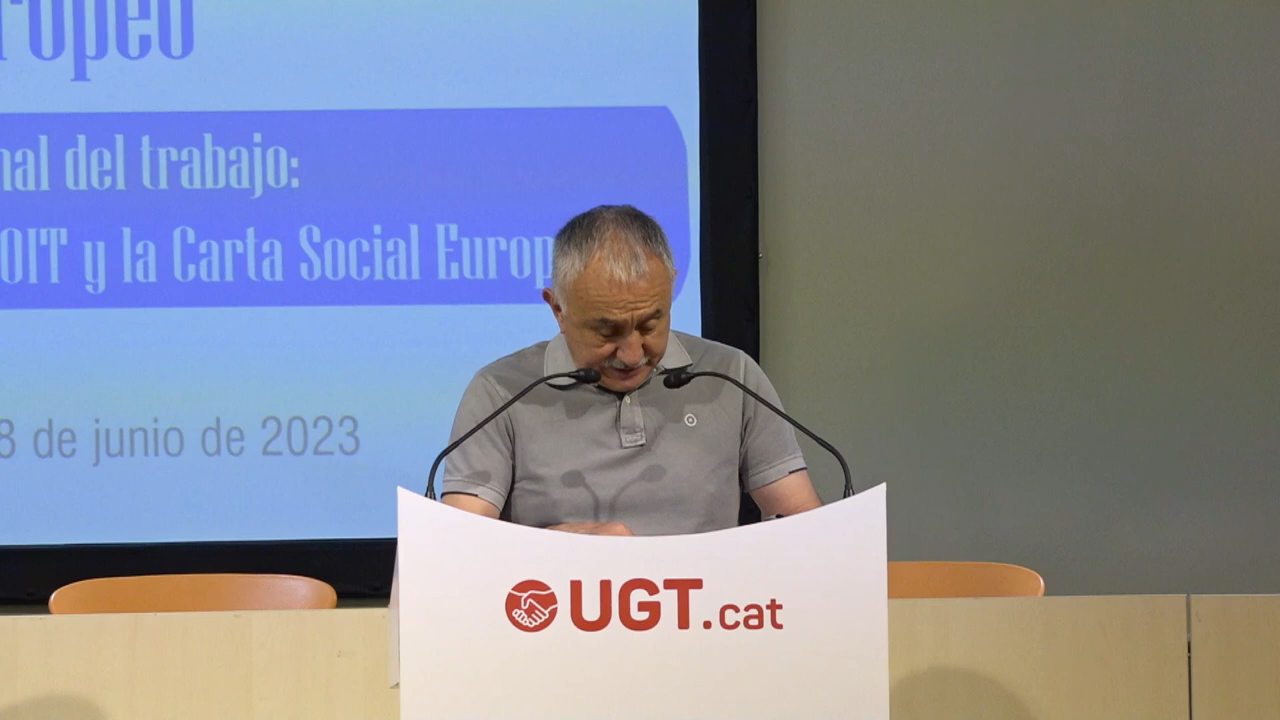 ropeo
nal del trabajo:
OIT y la Carta Social Europ
8 de junio de 2023
UGT.cat